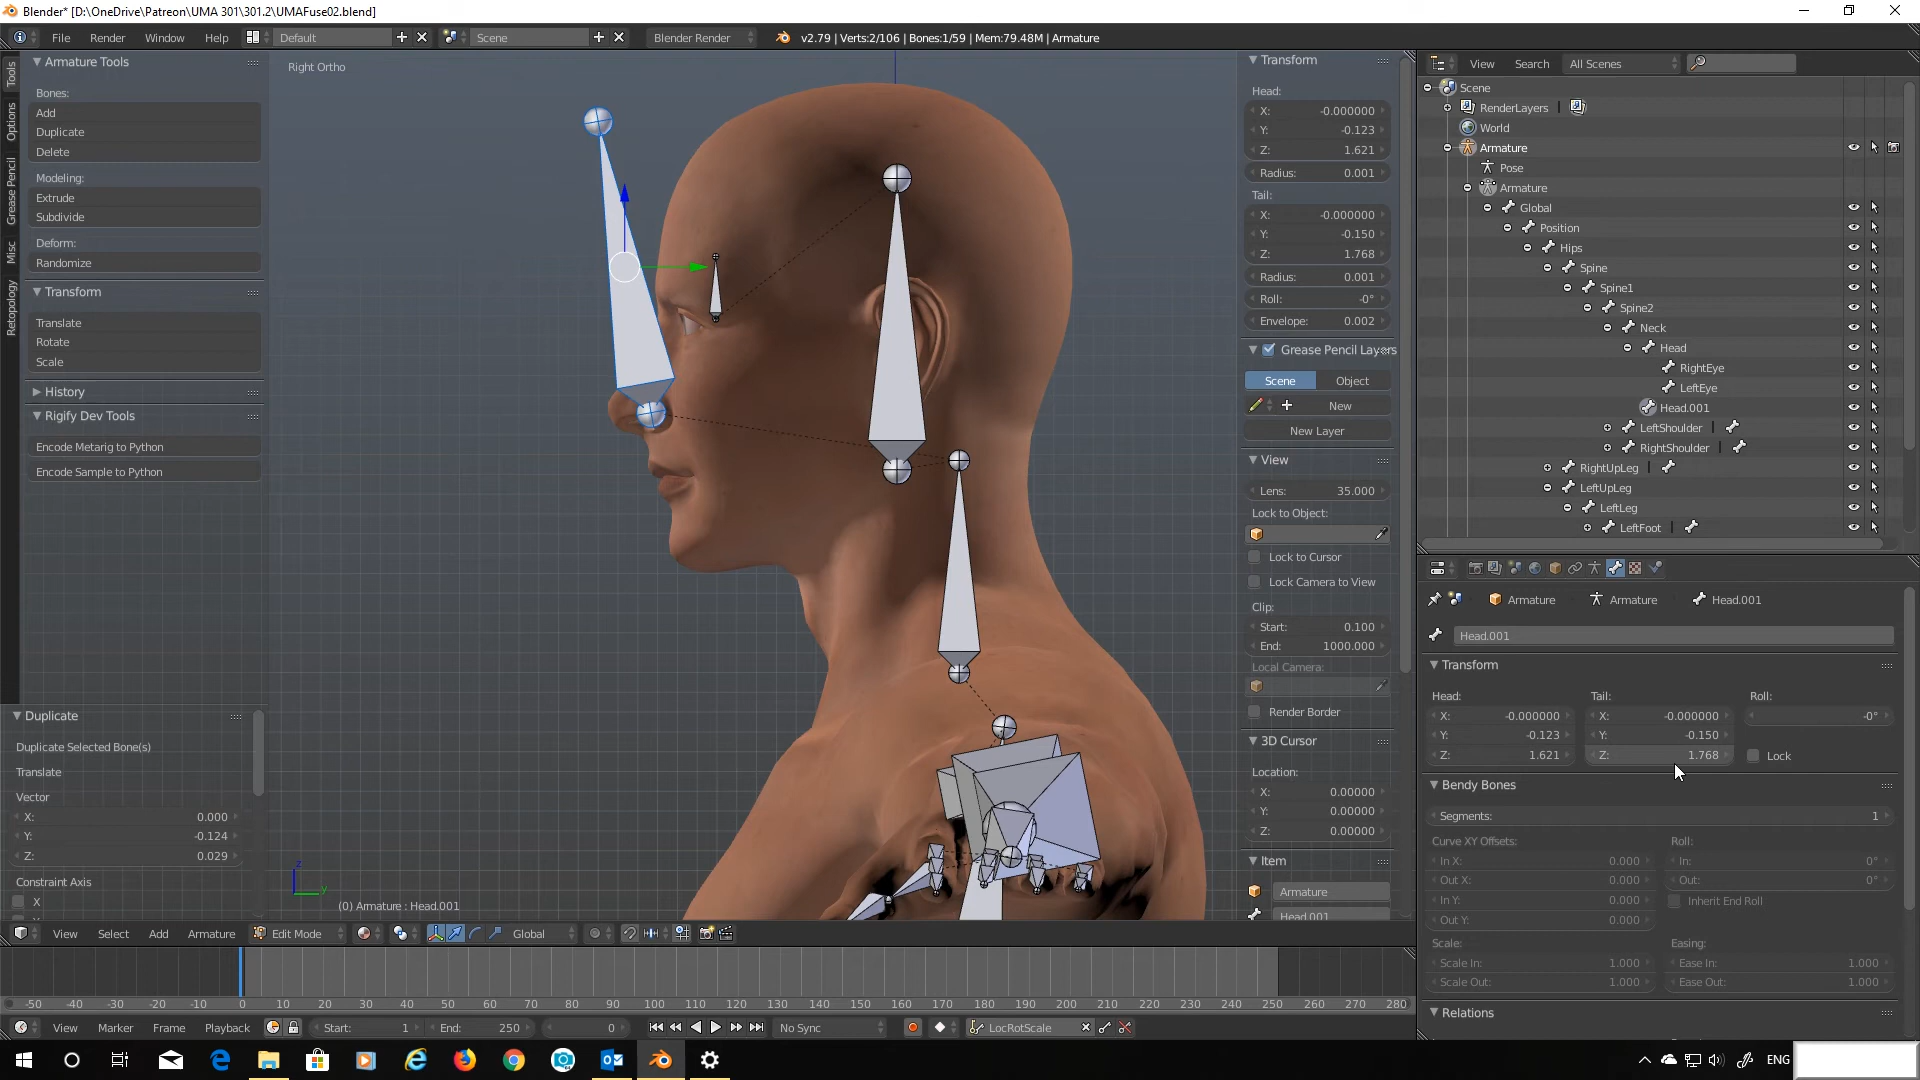 Blender* [D:\OneDrive\Patreon\UMA 301\301.2\UMAFuse02.blend]
File Render Window Help Default Scene Blender Render v2.79 | Verts:2/106 | Bones:1/59 | Mem:79.48M | Armature
Tools
Options
Grease Pencil
Misc
Retopology
Armature Tools
Bones:
Add
Duplicate
Delete
Modeling:
Extrude
Subdivide
Deform:
Randomize
Transform
Translate
Rotate
Scale
History
Rigify Dev Tools
Encode Metarig to Python
Encode Sample to Python
Duplicate
Duplicate Selected Bone(s)
Translate
Vector
X: 0.000
Y: -0.124
Z: 0.029
Constraint Axis
X
Right Ortho
z
y
(0) Armature : Head.001
Transform
Head:
X: -0.000000
Y: -0.123
Z: 1.621
Radius: 0.001
Tail:
X: -0.000000
Y: -0.150
Z: 1.768
Radius: 0.001
Roll: -0°
Envelope: 0.002
Grease Pencil Layers
Scene Object
New
New Layer
View
Lens: 35.000
Lock to Object:
Lock to Cursor
Lock Camera to View
Clip:
Start: 0.100
End: 1000.000
Local Camera:
Render Border
3D Cursor
Location:
X: 0.00000
Y: 0.00000
Z: 0.00000
Item
Armature
Head.001
View Search All Scenes
Scene
RenderLayers
World
Armature
Pose
Armature
Global
Position
Hips
Spine
Spine1
Spine2
Neck
Head
RightEye
LeftEye
Head.001
LeftShoulder
RightShoulder
RightUpLeg
LeftUpLeg
LeftLeg
LeftFoot
Armature Armature Head.001
Head.001
Transform
Head: Tail: Roll:
X: -0.000000 X: -0.000000 -0°
Y: -0.123 Y: -0.150
Z: 1.621 Z: 1.768 Lock
Bendy Bones
Segments: 1
Curve XY Offsets: Roll:
In X: 0.000 In: 0°
Out X: 0.000 Out: 0°
In Y: 0.000 Inherit End Roll
Out Y: 0.000
Scale: Easing:
Scale In: 1.000 Ease In: 1.000
Scale Out: 1.000 Ease Out: 1.000
Relations
View Select Add Armature Edit Mode Global
-50 -40 -30 -20 -10 0 10 20 30 40 50 60 70 80 90 100 110 120 130 140 150 160 170 180 190 200 210 220 230 240 250 260 270 280
View Marker Frame Playback Start: 1 End: 250 0 No Sync LocRotScale
ENG